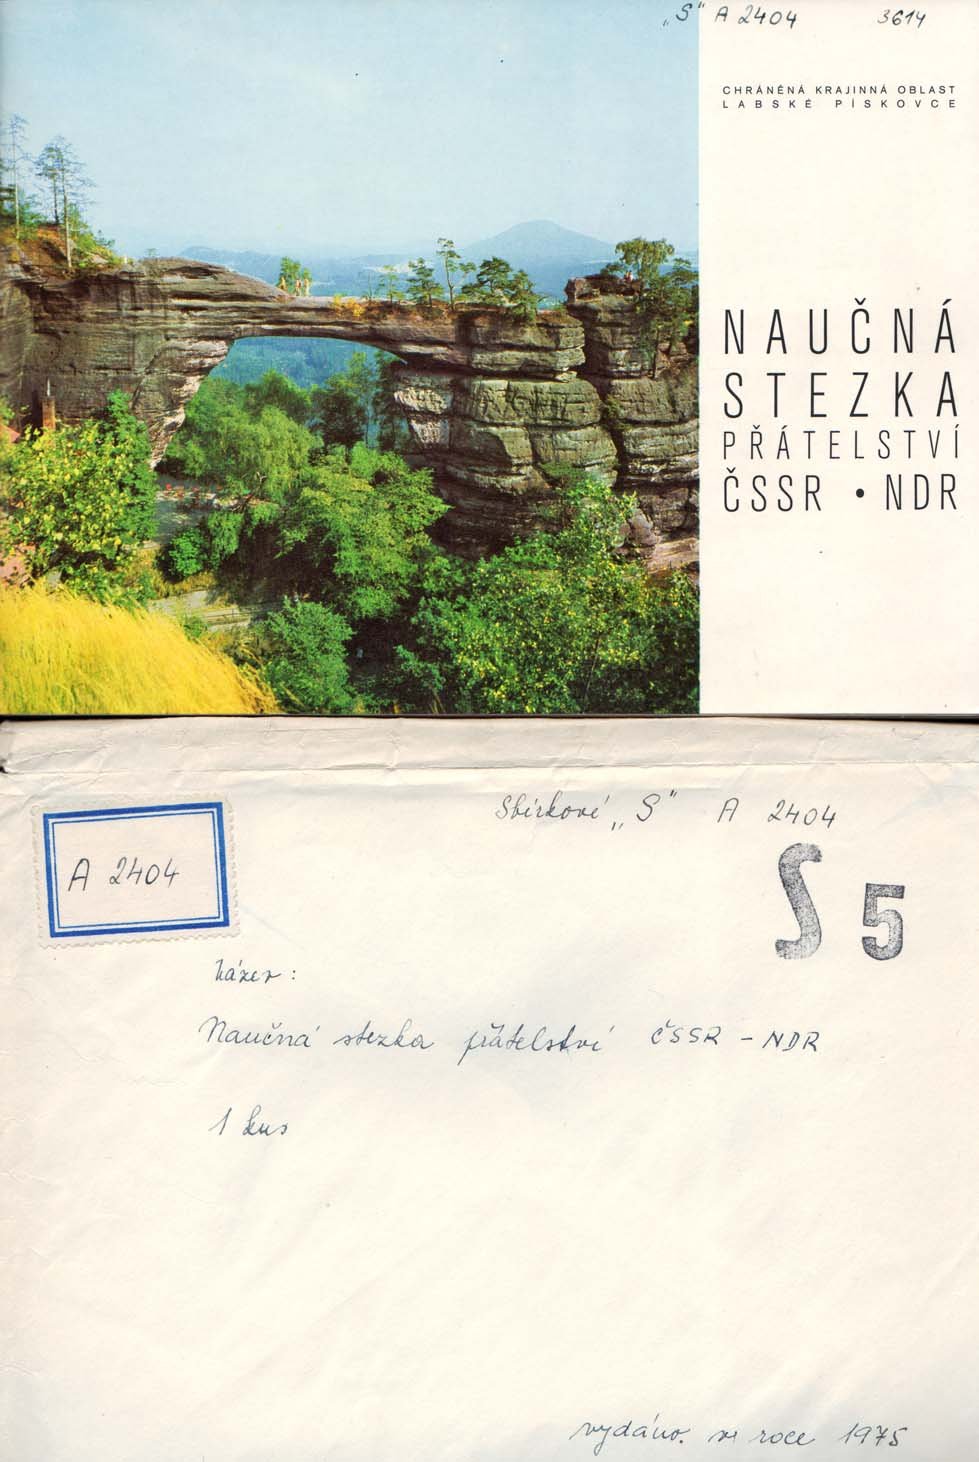 „S" A 2404 3614
CHRÁNĚNÁ KRAJINNÁ OBLAST
LABSKÉ PÍSKOVCE
NAUČNÁ
STEZKA
PŘÁTELSTVÍ
ČSSR • NDR
Sbírkové „S" A 2404
A 2404
S 5
název:
Naučná stezka přátelství ČSSR - NDR
1 kus
vydáno. v roce 1975